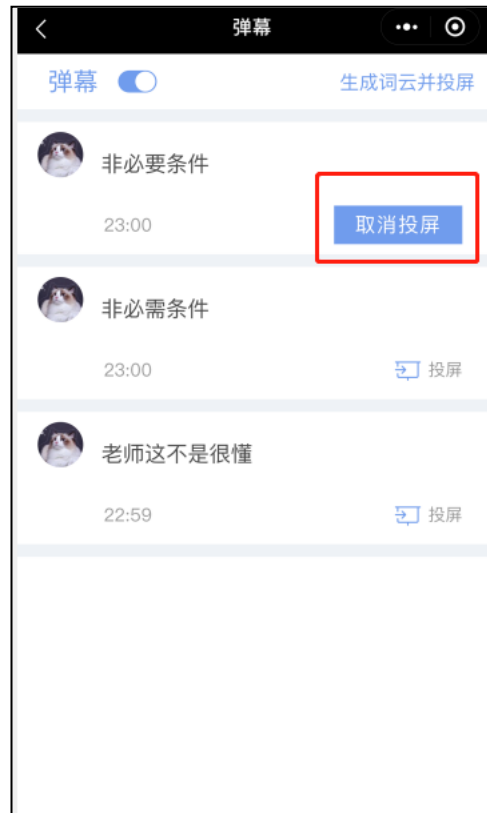 弹幕
弹幕
生成词云并投屏
非必要条件
23:00
取消投屏
非必需条件
23:00
投屏
老师这不是很懂
22:59
投屏